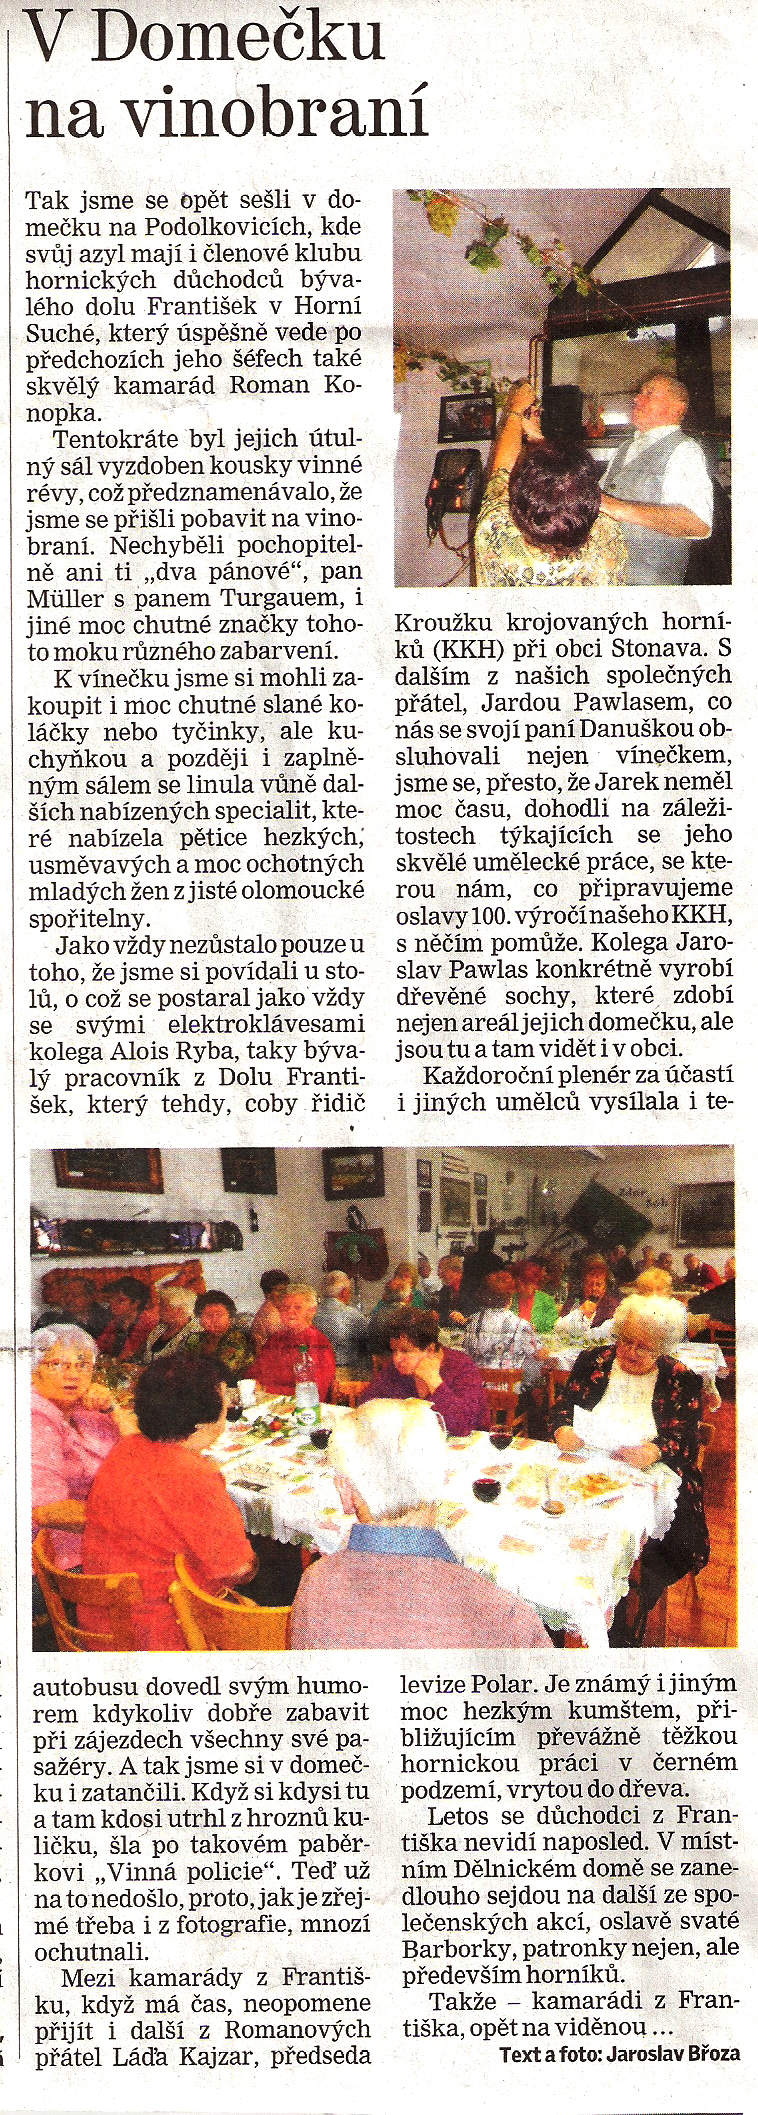 V Domečku
na vinobraní
Tak jsme se opět sešli v do-
mečku na Podolkovicích, kde
svůj azyl mají i členové klubu
hornických důchodců býva-
lého dolu František v Horní
Suché, který úspěšně vede po
předchozích jeho šéfech také
skvělý kamarád Roman Ko-
nopka.
Tentokráte byl jejich útul-
ný sál vyzdoben kousky vinné
révy, což předznamenávalo, že
jsme se přišli pobavit na vino-
braní. Nechyběli pochopitel-
ně ani ti „dva pánové“, pan
Müller s panem Turgauem, i
jiné moc chutné značky toho-
to moku různého zabarvení.
K vínečku jsme si mohli za-
koupit i moc chutné slané ko-
láčky nebo tyčinky, ale ku-
chyňkou a později i zaplně-
ným sálem se linula vůně dal-
ších nabízených specialit, kte-
ré nabízela pětice hezkých,
usměvavých a moc ochotných
mladých žen z jisté olomoucké
spořitelny.
Jako vždy nezůstalo pouze u
toho, že jsme si povídali u sto-
lů, o což se postaral jako vždy
se svými elektroklávesami
kolega Alois Ryba, taky býva-
lý pracovník z Dolu Franti-
šek, který tehdy, coby řidič
autobusu dovedl svým humo-
rem kdykoliv dobře zabavit
při zájezdech všechny své pa-
sažéry. A tak jsme si v domeč-
ku i zatančili. Když si kdysi tu
a tam kdosi utrhl z hroznů ku-
ličku, šla po takovém paběr-
kovi „Vinná policie“. Teď už
na to nedošlo, proto, jak je zřej-
mé třeba i z fotografie, mnozí
ochutnali.
Mezi kamarády z Františ-
ku, když má čas, neopomene
přijít i další z Romanových
přátel Láďa Kajzar, předseda
Kroužku krojovaných horní-
ků (KKH) při obci Stonava. S
dalším z našich společných
přátel, Jardou Pawlasem, co
nás se svojí paní Danuškou ob-
sluhovali nejen vínečkem,
jsme se, přesto, že Jarek neměl
moc času, dohodli na záleži-
tostech týkajících se jeho
skvělé umělecké práce, se kte-
rou nám, co připravujeme
oslavy 100. výročí našeho KKH,
s něčím pomůže. Kolega Jaro-
slav Pawlas konkrétně vyrobí
dřevěné sochy, které zdobí
nejen areál jejich domečku, ale
jsou tu a tam vidět i v obci.
Každoroční plenér za účastí
i jiných umělců vysílala i te-
levize Polar. Je známý i jiným
moc hezkým kumštem, při-
bližujícím převážně těžkou
hornickou práci v černém
podzemí, vrytou do dřeva.
Letos se důchodci z Fran-
tiška nevidí naposled. V míst-
ním Dělnickém domě se zane-
dlouho sejdou na další ze spo-
lečenských akcí, oslavě svaté
Barborky, patronky nejen, ale
především horníků.
Takže – kamarádi z Fran-
tiška, opět na viděnou ...
Text a foto: Jaroslav Břoza
Zdař
Bůh